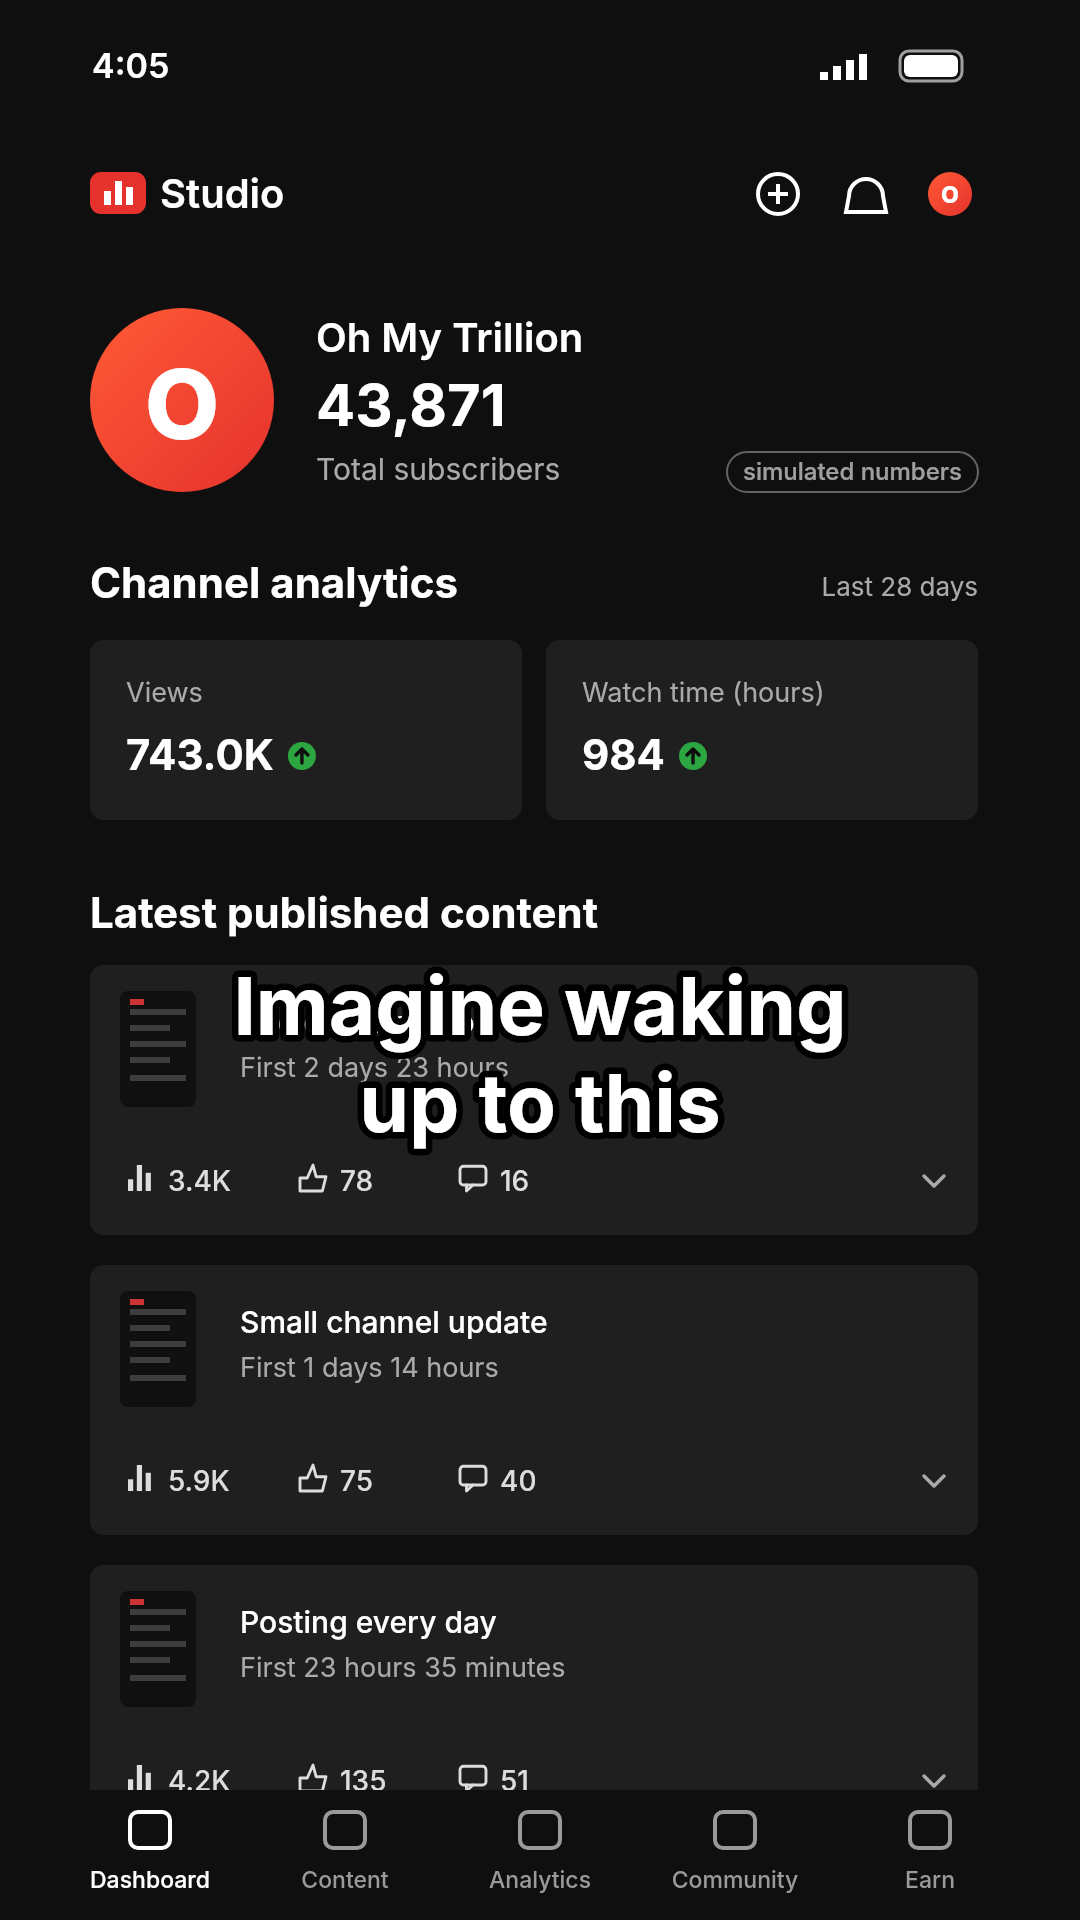 4:05
Studio
O
O
Oh My Trillion
43,871
Total subscribers
simulated numbers
Channel analytics
Last 28 days
Views
743.0K
Watch time (hours)
984
Latest published content
Imagine waking
First 2 days 23 hours
up to this
3.4K
78
16
Small channel update
First 1 days 14 hours
5.9K
75
40
Posting every day
First 23 hours 35 minutes
4.2K
135
51
Dashboard
Content
Analytics
Community
Earn